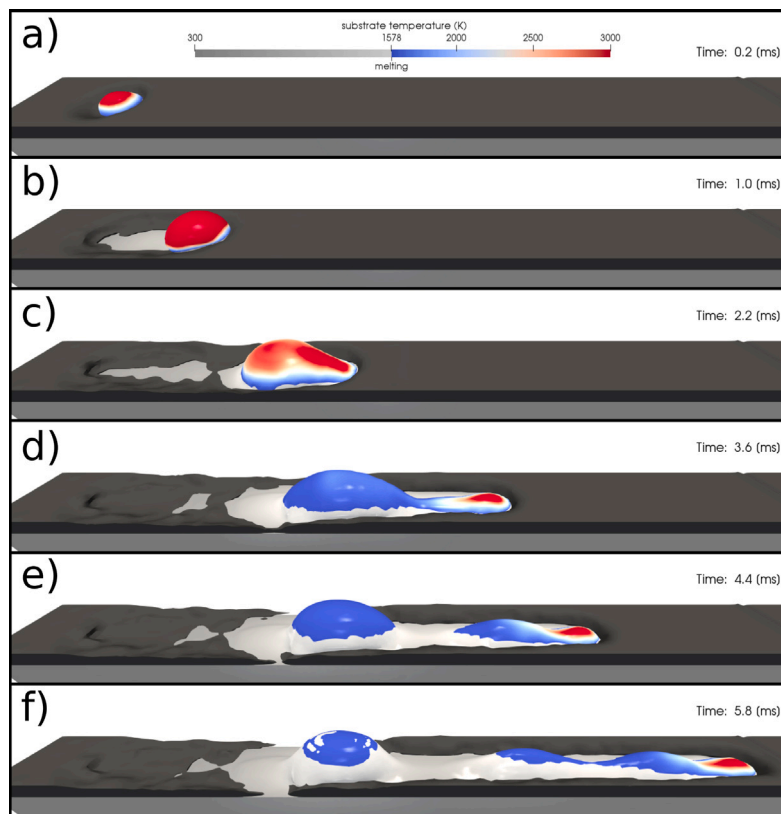 a)
substrate temperature (K)
300 1578 2000 2500 3000
melting
Time: 0.2 (ms)
b)
Time: 1.0 (ms)
c)
Time: 2.2 (ms)
d)
Time: 3.6 (ms)
e)
Time: 4.4 (ms)
f)
Time: 5.8 (ms)